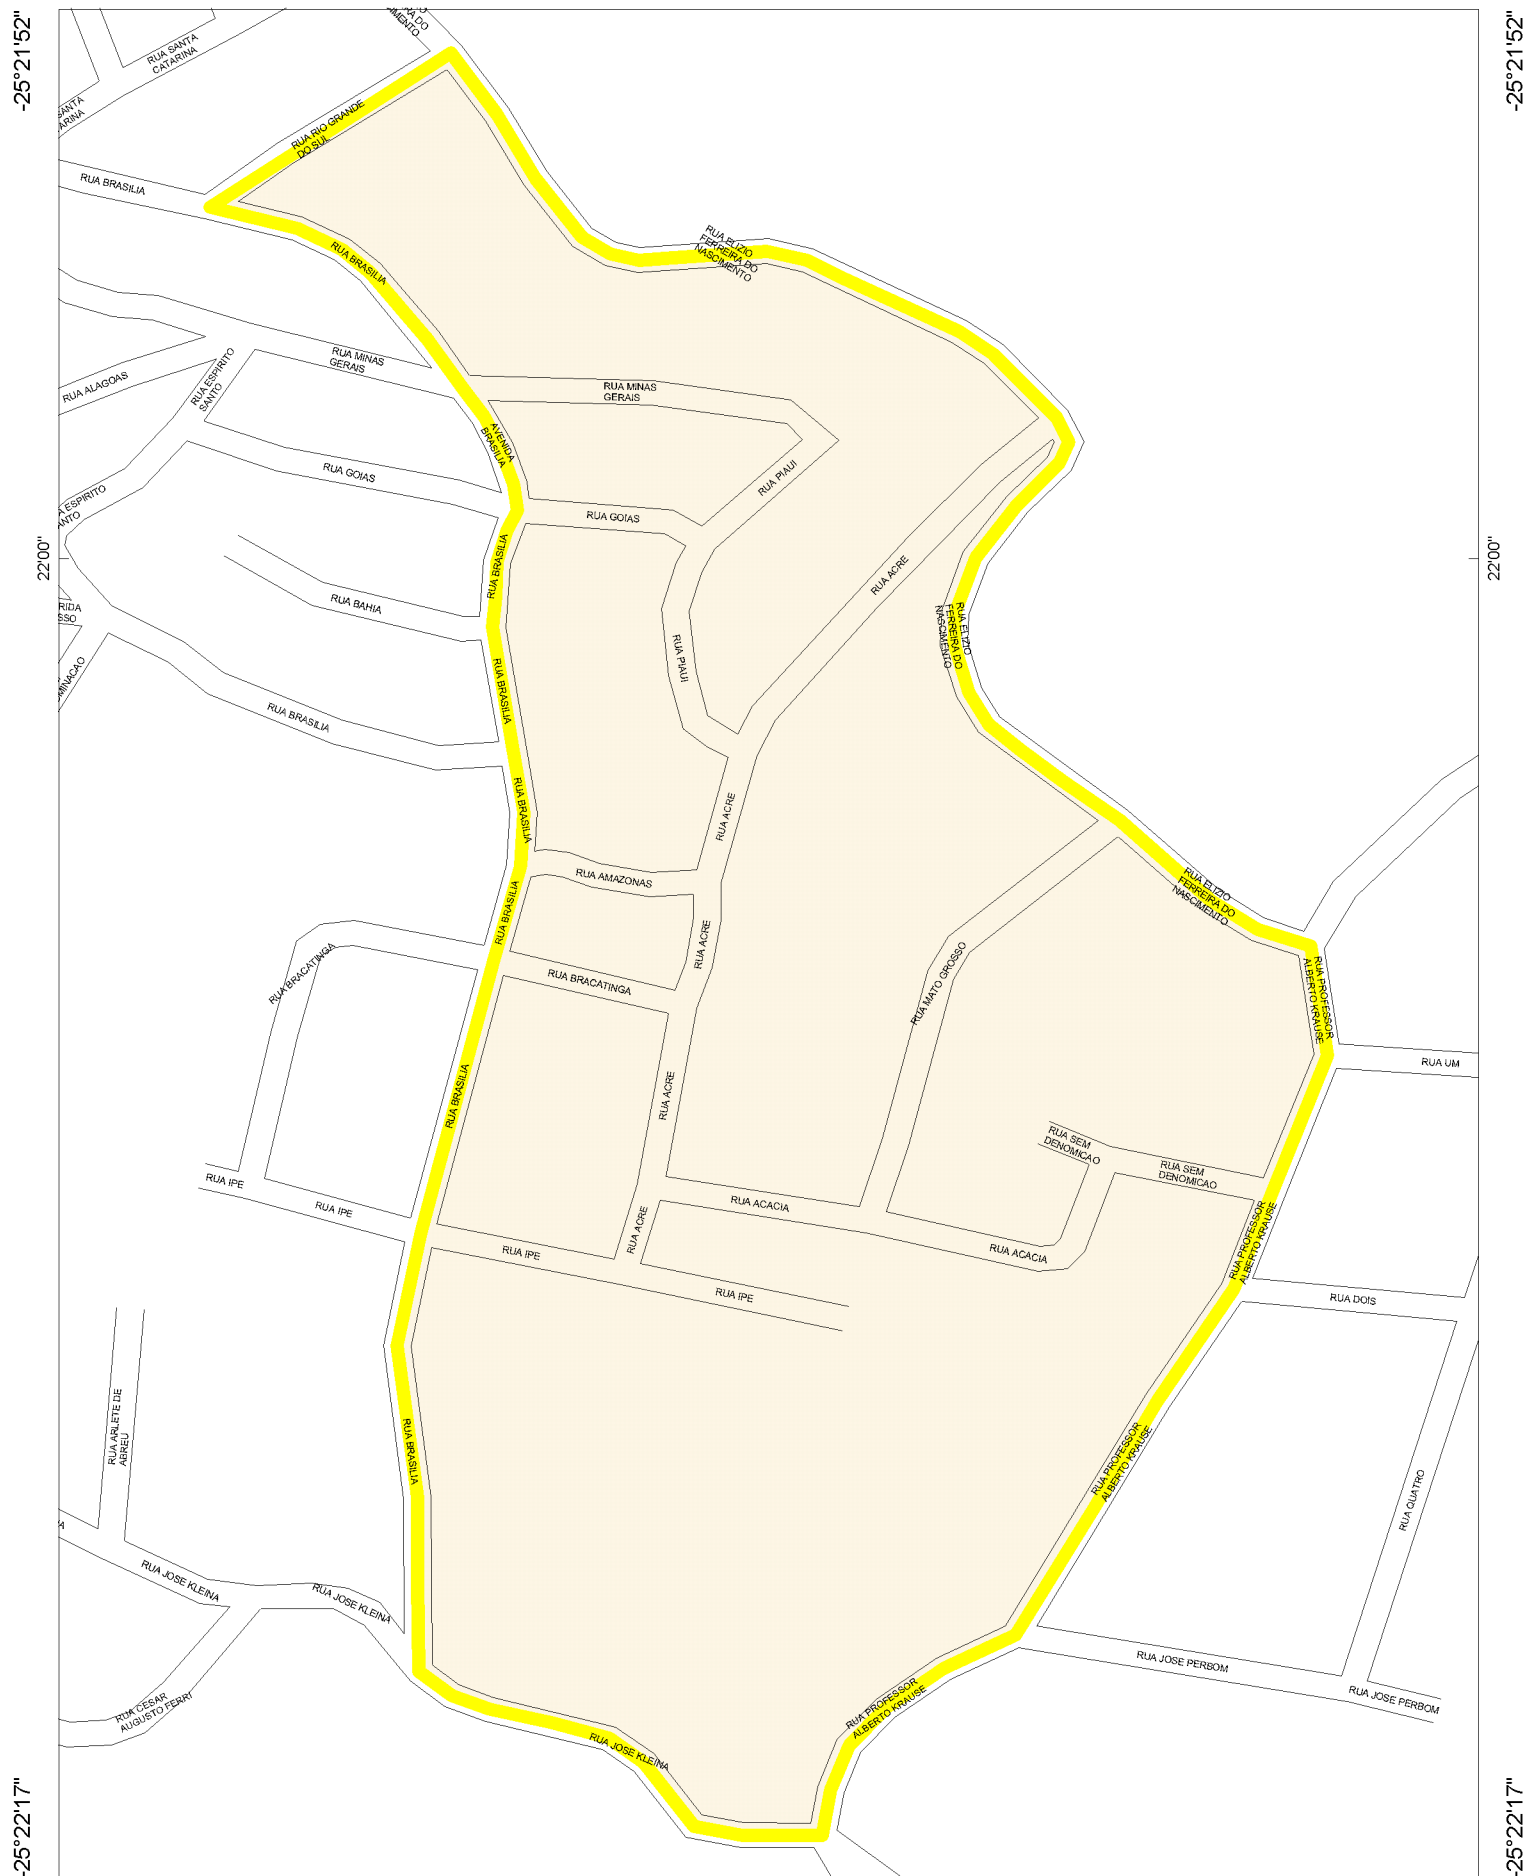 -25°21'52"
-25°21'52"
RA DO
RUA SANTA
CATARINA
RUA RIO GRANDE
DO SUL
RUA BRASILIA
RUA ELIZIO
FERREIRA DO
NASCIMENTO
RUA BRASILIA
RUA MINAS
GERAIS
RUA ALAGOAS
RUA ESPIRITO
SANTO
RUA MINAS
GERAIS
AVENIDA
BRASILIA
RUA GOIAS
RUA PIAUI
A ESPIRITO
ANTO
RUA GOIAS
22'00"
22'00"
RUA BRASILIA
RUA ACRE
RUA BAHIA
RIDA
SSO
RUA ELIZIO
FERREIRA DO
NASCIMENTO
RUA PIAUI
MINACAO
RUA BRASILIA
RUA BRASILIA
RUA BRASILIA
RUA ACRE
RUA AMAZONAS
RUA ELIZIO
FERREIRA DO
NASCIMENTO
RUA BRASILIA
RUA ACRE
RUA BRACATINGA
RUA BRACATINGA
RUA MATO GROSSO
RUA PROFESSOR
ALBERTO KRAUSE
RUA UM
RUA BRASILIA
RUA ACRE
RUA SEM
DENOMICAO
RUA SEM
DENOMICAO
RUA IPE
RUA IPE
RUA ACACIA
RUA ACRE
RUA IPE
RUA ACACIA
RUA PROFESSOR
ALBERTO KRAUSE
RUA IPE
RUA DOIS
RUA ARLETE DE
ABREU
RUA BRASILIA
RUA PROFESSOR
ALBERTO KRAUSE
RUA QUATRO
RUA JOSE KLEINA
RUA JOSE KLEINA
RUA JOSE PERBOM
RUA JOSE PERBOM
RUA CESAR
AUGUSTO FERRI
RUA PROFESSOR
ALBERTO KRAUSE
RUA JOSE KLEINA
-25°22'17"
-25°22'17"